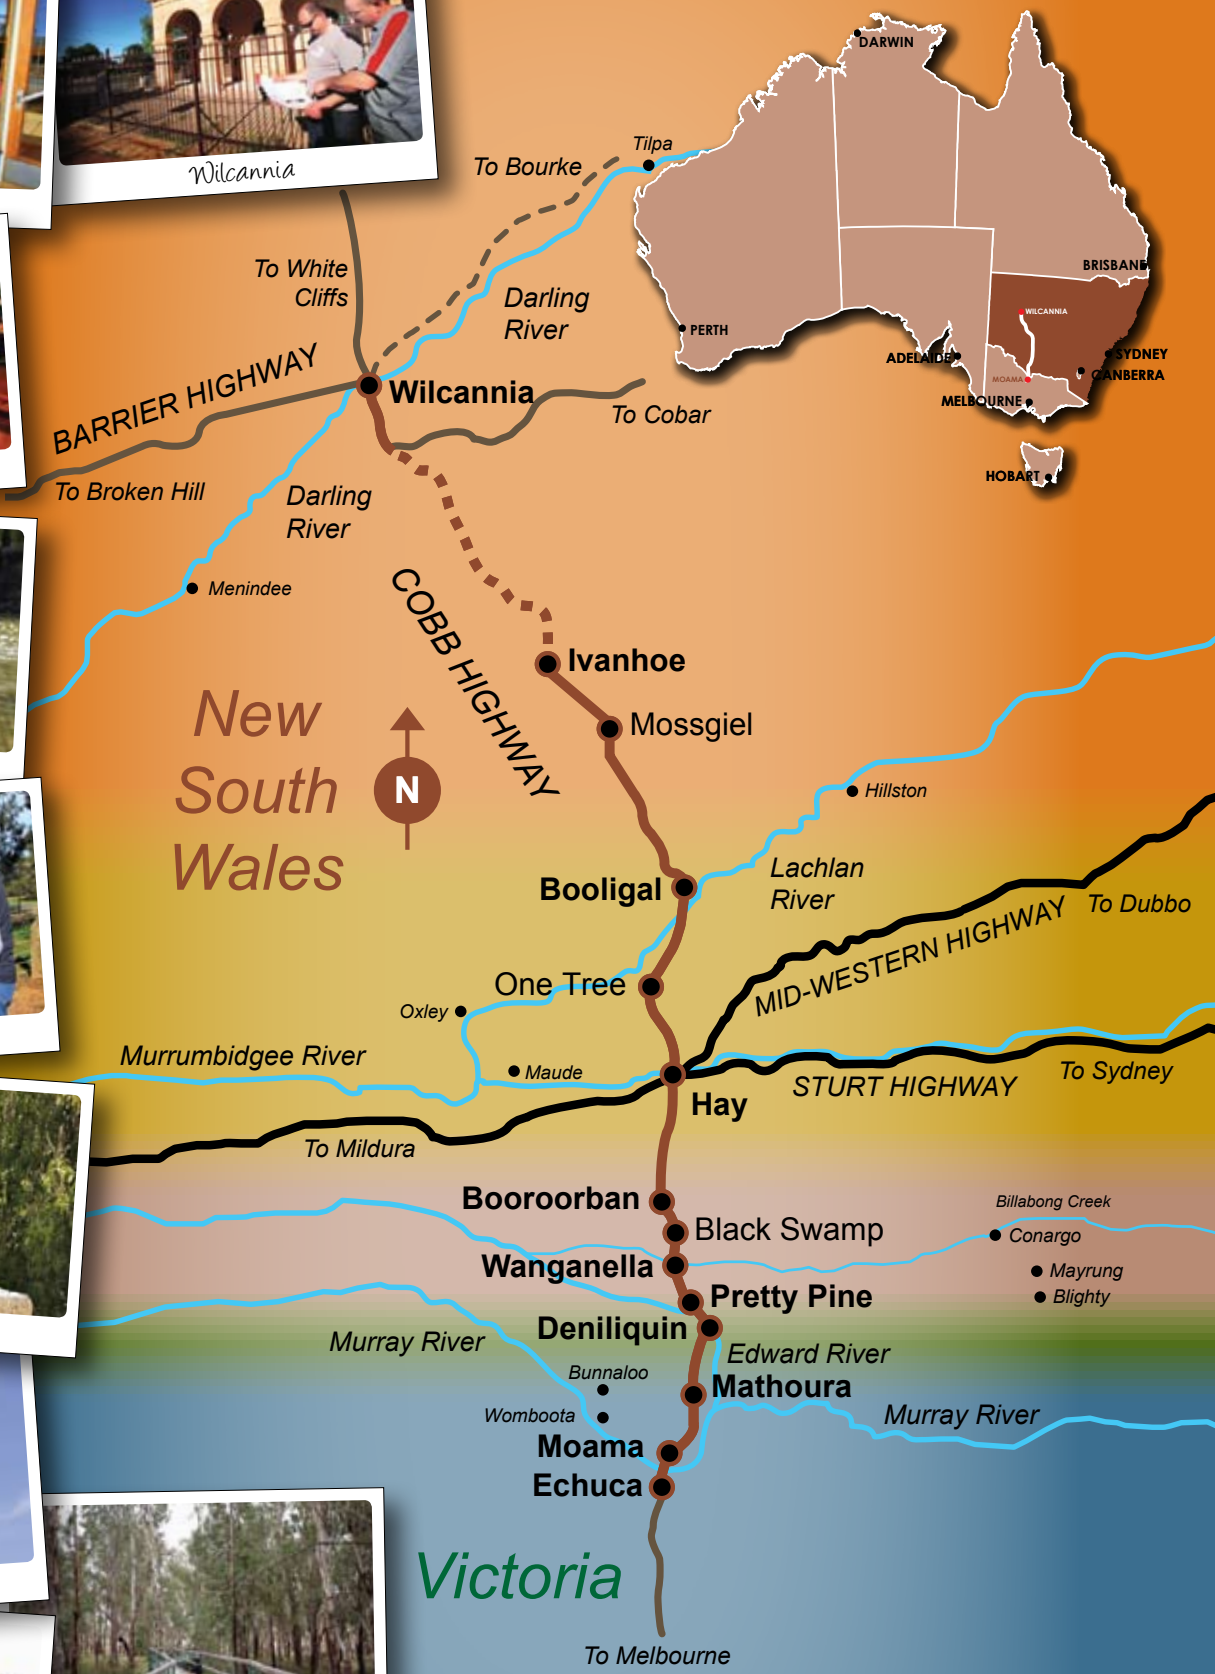 Wilcannia
To Bourke
Tilpa
DARWIN
To White
Cliffs
Darling
River
BRISBANE
WILCANNIA
PERTH
ADELAIDE
SYDNEY
CANBERRA
MOAMA
MELBOURNE
HOBART
BARRIER HIGHWAY
Wilcannia
To Cobar
To Broken Hill
Darling
River
Menindee
COBB HIGHWAY
Ivanhoe
Mossgiel
New
South
Wales
N
Hillston
Lachlan
River
Booligal
To Dubbo
MID-WESTERN HIGHWAY
One Tree
Oxley
Murrumbidgee River
Maude
To Sydney
STURT HIGHWAY
Hay
To Mildura
Booroorban
Billabong Creek
Black Swamp
Conargo
Wanganella
Mayrung
Pretty Pine
Blighty
Deniliquin
Murray River
Edward River
Bunnaloo
Mathoura
Womboota
Murray River
Moama
Echuca
Victoria
To Melbourne